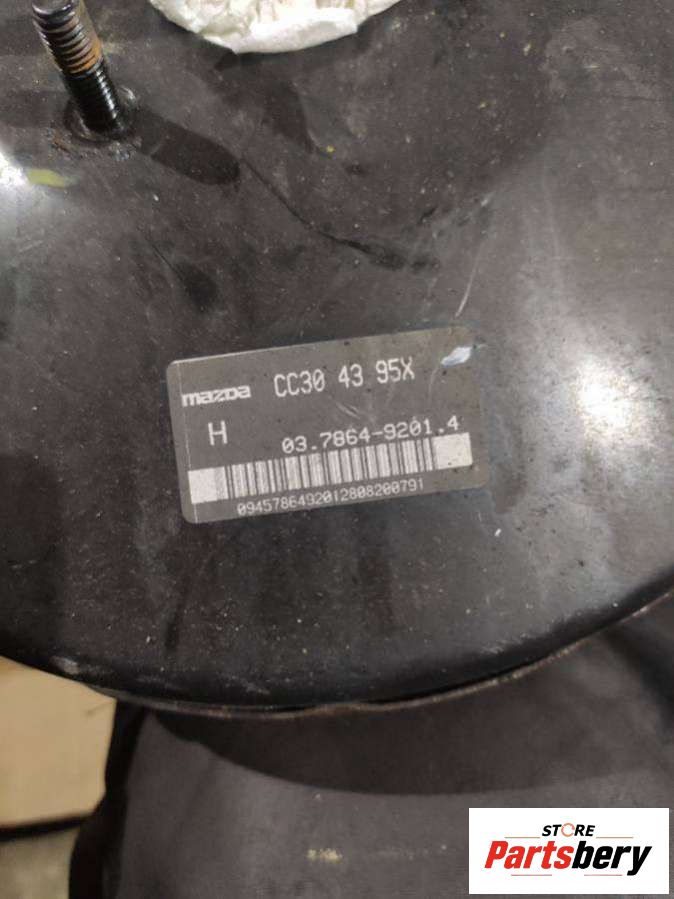 mazda CC30 43 95X
H 03.7864-9201.4
0945786492012808200791
STORE
Partsbery